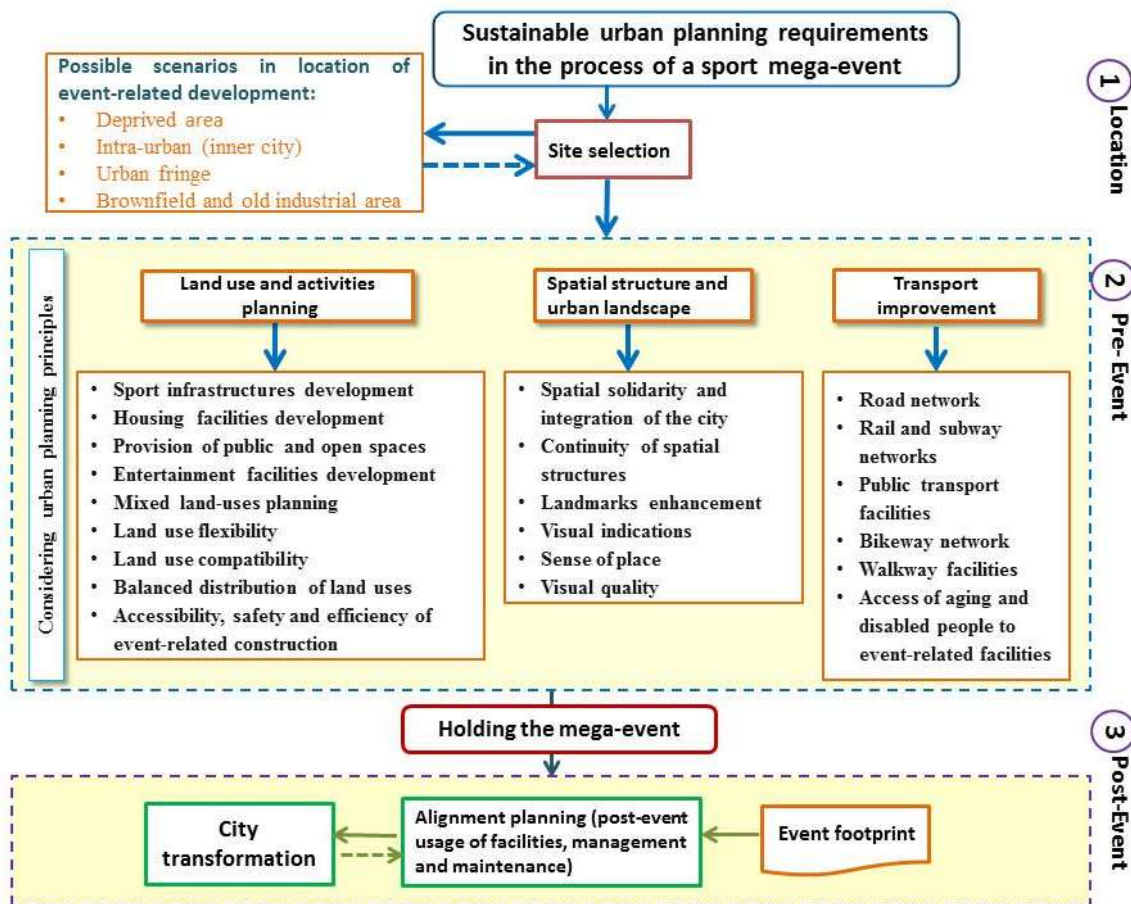 Sustainable urban planning requirements
in the process of a sport mega-event
Possible scenarios in location of
event-related development:
• Deprived area
• Intra-urban (inner city)
• Urban fringe
• Brownfield and old industrial area
Site selection
1 Location
Considering urban planning principles
Land use and activities
planning
• Sport infrastructures development
• Housing facilities development
• Provision of public and open spaces
• Entertainment facilities development
• Mixed land-uses planning
• Land use flexibility
• Land use compatibility
• Balanced distribution of land uses
• Accessibility, safety and efficiency of
event-related construction
Spatial structure and
urban landscape
• Spatial solidarity and
integration of the city
• Continuity of spatial
structures
• Landmarks enhancement
• Visual indications
• Sense of place
• Visual quality
Transport
improvement
• Road network
• Rail and subway
networks
• Public transport
facilities
• Bikeway network
• Walkway facilities
• Access of aging and
disabled people to
event-related facilities
2 Pre- Event
Holding the mega-event
3 Post-Event
City
transformation
Alignment planning (post-event
usage of facilities, management
and maintenance)
Event footprint